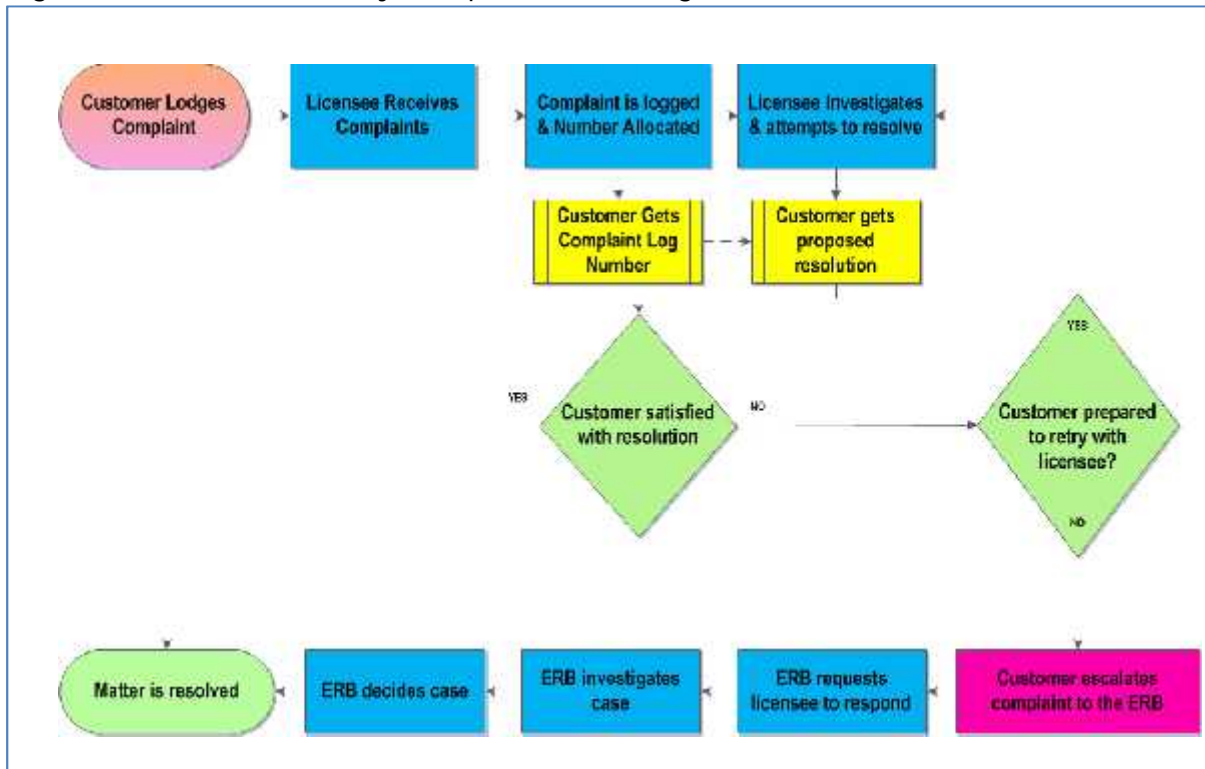 Customer Lodges
Complaint
Licensee Receives
Complaints
Complaint is logged
& Number Allocated
Licensee Investigates
& attempts to resolve
Customer Gets
Complaint Log
Number
Customer gets
proposed
resolution
YES
Customer satisfied
with resolution
NO
YES
Customer prepared
to retry with
licensee?
NO
Matter is resolved
ERB decides case
ERB investigates
case
ERB requests
licensee to respond
Customer escalates
complaint to the ERB